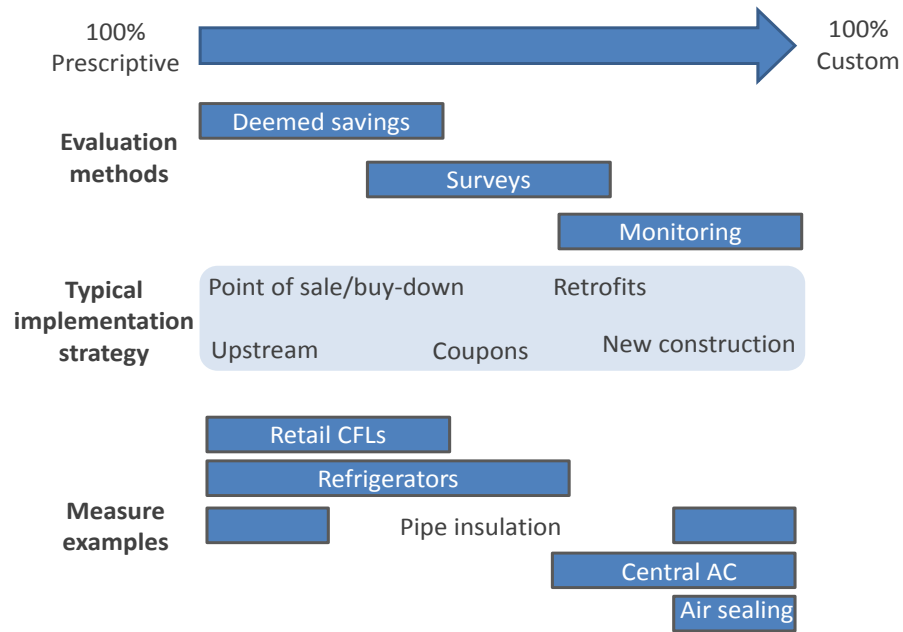 100%
Prescriptive
100%
Custom
Evaluation
methods
Deemed savings
Surveys
Monitoring
Typical
implementation
strategy
Point of sale/buy-down
Retrofits
Upstream
Coupons
New construction
Measure
examples
Retail CFLs
Refrigerators
Pipe insulation
Central AC
Air sealing